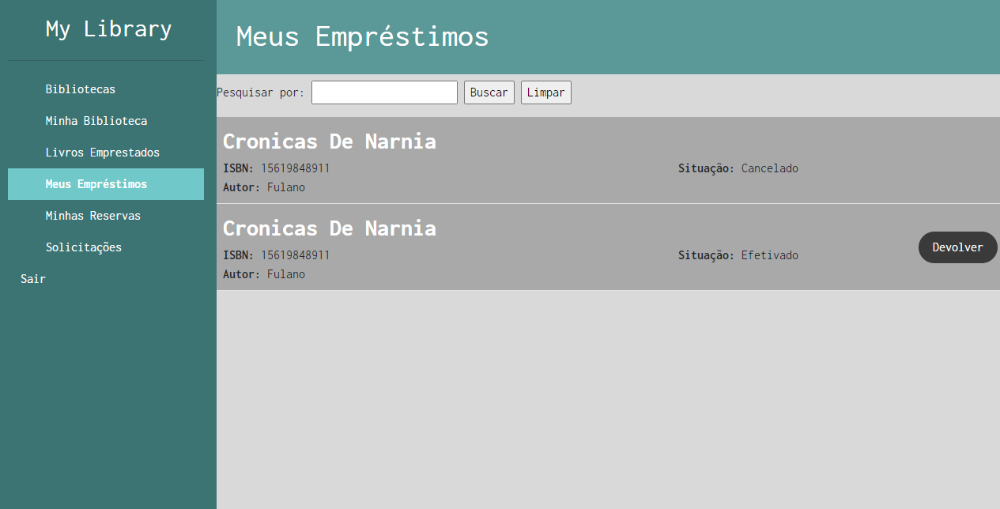 My Library
Bibliotecas
Minha Biblioteca
Livros Emprestados
Meus Empréstimos
Minhas Reservas
Solicitações
Sair
Meus Empréstimos
Pesquisar por: Buscar Limpar
Cronicas De Narnia
ISBN: 15619848911 Situação: Cancelado
Autor: Fulano
Cronicas De Narnia
ISBN: 15619848911 Situação: Efetivado
Autor: Fulano
Devolver